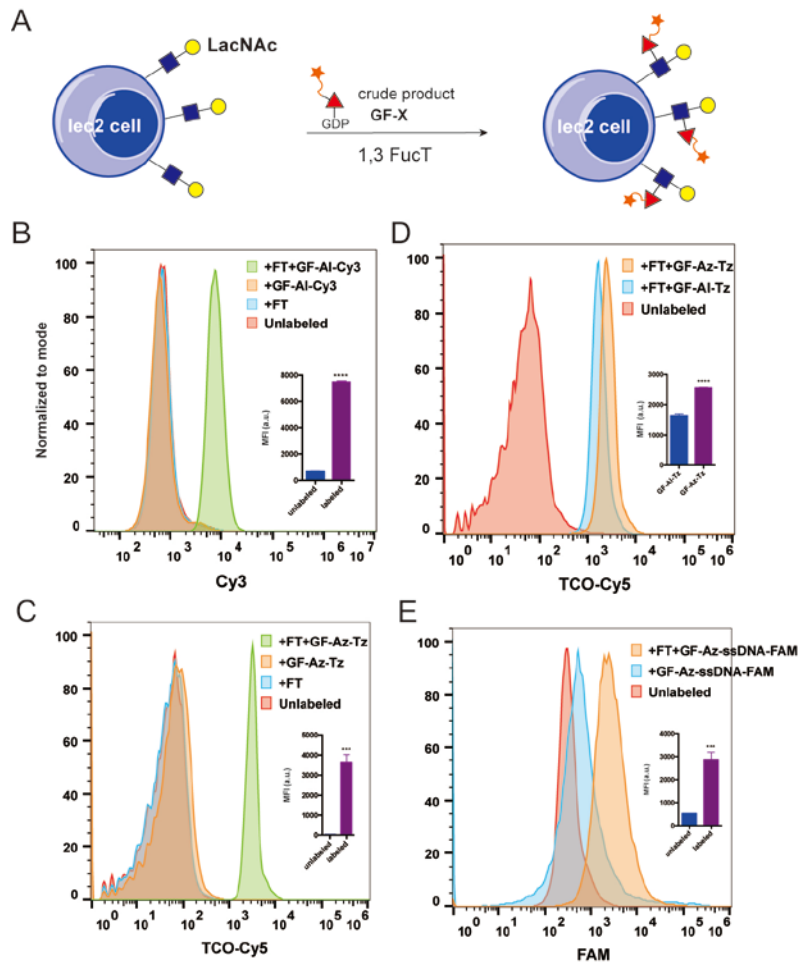 A
LacNAc
lec2 cell
GDP
crude product
GF-X
1,3 FucT
lec2 cell
B
Normalized to mode
100
80
60
40
20
0
+FT+GF-Al-Cy3
+GF-Al-Cy3
+FT
Unlabeled
MFI (a.u.)
8000
6000
4000
2000
0
****
unlabeled
labeled
10^2 10^3 10^4 10^5 10^6 10^7
Cy3
D
100
80
60
40
20
0
+FT+GF-Az-Tz
+FT+GF-Al-Tz
Unlabeled
MFI (a.u.)
3000
2000
1000
0
****
GF-Al-Tz
GF-Az-Tz
10^0 10^1 10^2 10^3 10^4 10^5 10^6
TCO-Cy5
C
100
80
60
40
20
0
+FT+GF-Az-Tz
+GF-Az-Tz
+FT
Unlabeled
MFI (a.u.)
5000
4000
3000
2000
1000
0
***
unlabeled
labeled
10^0 10^1 10^2 10^3 10^4 10^5 10^6
TCO-Cy5
E
100
80
60
40
20
0
+FT+GF-Az-ssDNA-FAM
+GF-Az-ssDNA-FAM
Unlabeled
MFI (a.u.)
4000
3000
2000
1000
0
***
unlabeled
labeled
10^0 10^1 10^2 10^3 10^4 10^5 10^6
FAM